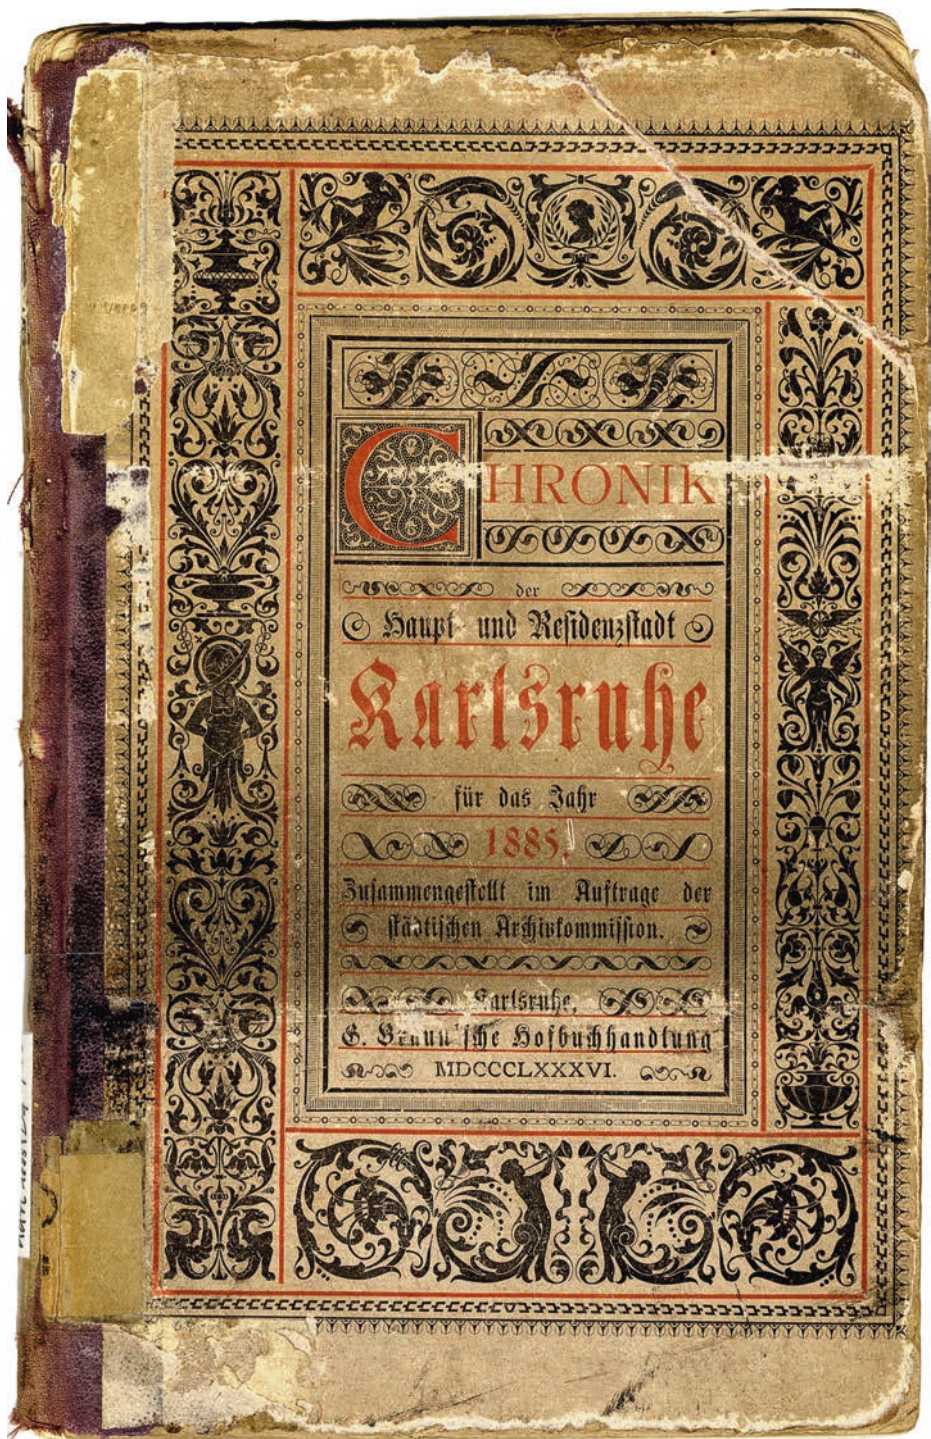 CHRONIK
der
Haupt- und Residenzstadt
Karlsruhe
für das Jahr
1885.
Zusammengestellt im Auftrage der
städtischen Archivkommission.
Karlsruhe,
G. Braun'sche Hofbuchhandlung
MDCCCLXXXVI.